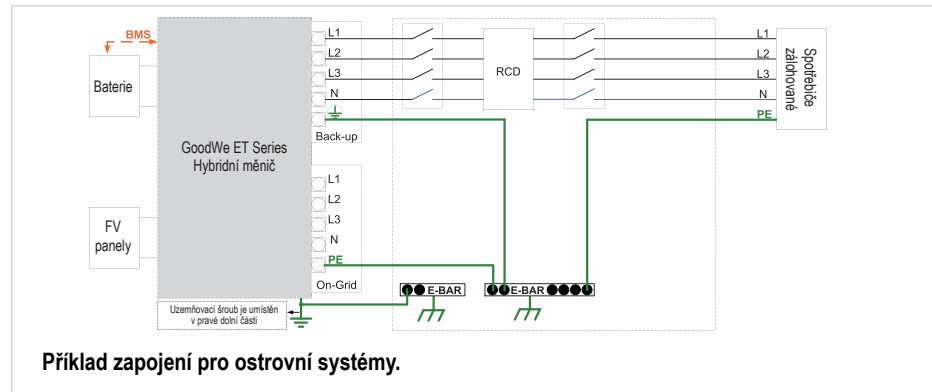 BMS
Baterie
FV
panely
GoodWe ET Series
Hybridní měnič
L1
L2
L3
N
Back-up
L1
L2
L3
N
PE
On-Grid
RCD
L1
L2
L3
N
PE
Spotřebiče
zálohované
E-BAR
E-BAR
Uzemňovací šroub je umístěn
v pravé dolní části
Příklad zapojení pro ostrovní systémy.